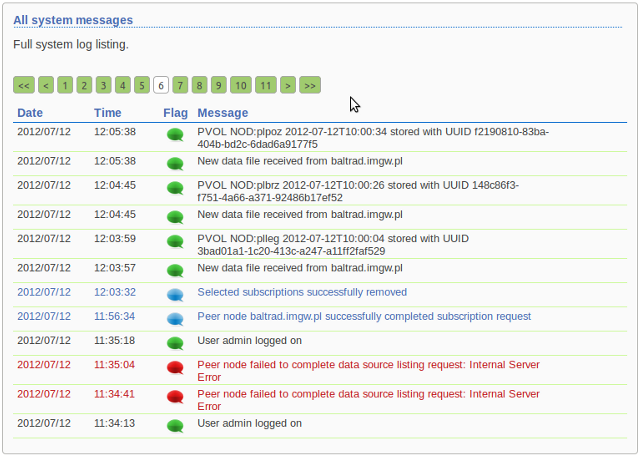 All system messages
Full system log listing.
<< < 1 2 3 4 5 6 7 8 9 10 11 > >>
Date Time Flag Message
2012/07/12 12:05:38 PVOL NOD:plpoz 2012-07-12T10:00:34 stored with UUID f2190810-83ba-
404b-bd2c-6dad6a9177f5
2012/07/12 12:05:38 New data file received from baltrad.imgw.pl
2012/07/12 12:04:45 PVOL NOD:plbrz 2012-07-12T10:00:26 stored with UUID 148c86f3-
f751-4a66-a371-92486b17ef52
2012/07/12 12:04:45 New data file received from baltrad.imgw.pl
2012/07/12 12:03:59 PVOL NOD:plleg 2012-07-12T10:00:04 stored with UUID
3bad01a1-1c20-413c-a247-a11ff2faf529
2012/07/12 12:03:57 New data file received from baltrad.imgw.pl
2012/07/12 12:03:32 Selected subscriptions successfully removed
2012/07/12 11:56:34 Peer node baltrad.imgw.pl successfully completed subscription request
2012/07/12 11:35:18 User admin logged on
2012/07/12 11:35:04 Peer node failed to complete data source listing request: Internal Server
Error
2012/07/12 11:34:41 Peer node failed to complete data source listing request: Internal Server
Error
2012/07/12 11:34:13 User admin logged on